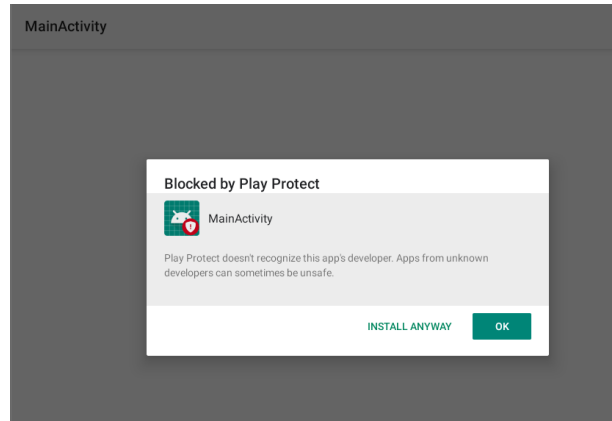 MainActivity
Blocked by Play Protect
MainActivity
Play Protect doesn't recognize this app's developer. Apps from unknown
developers can sometimes be unsafe.
INSTALL ANYWAY OK